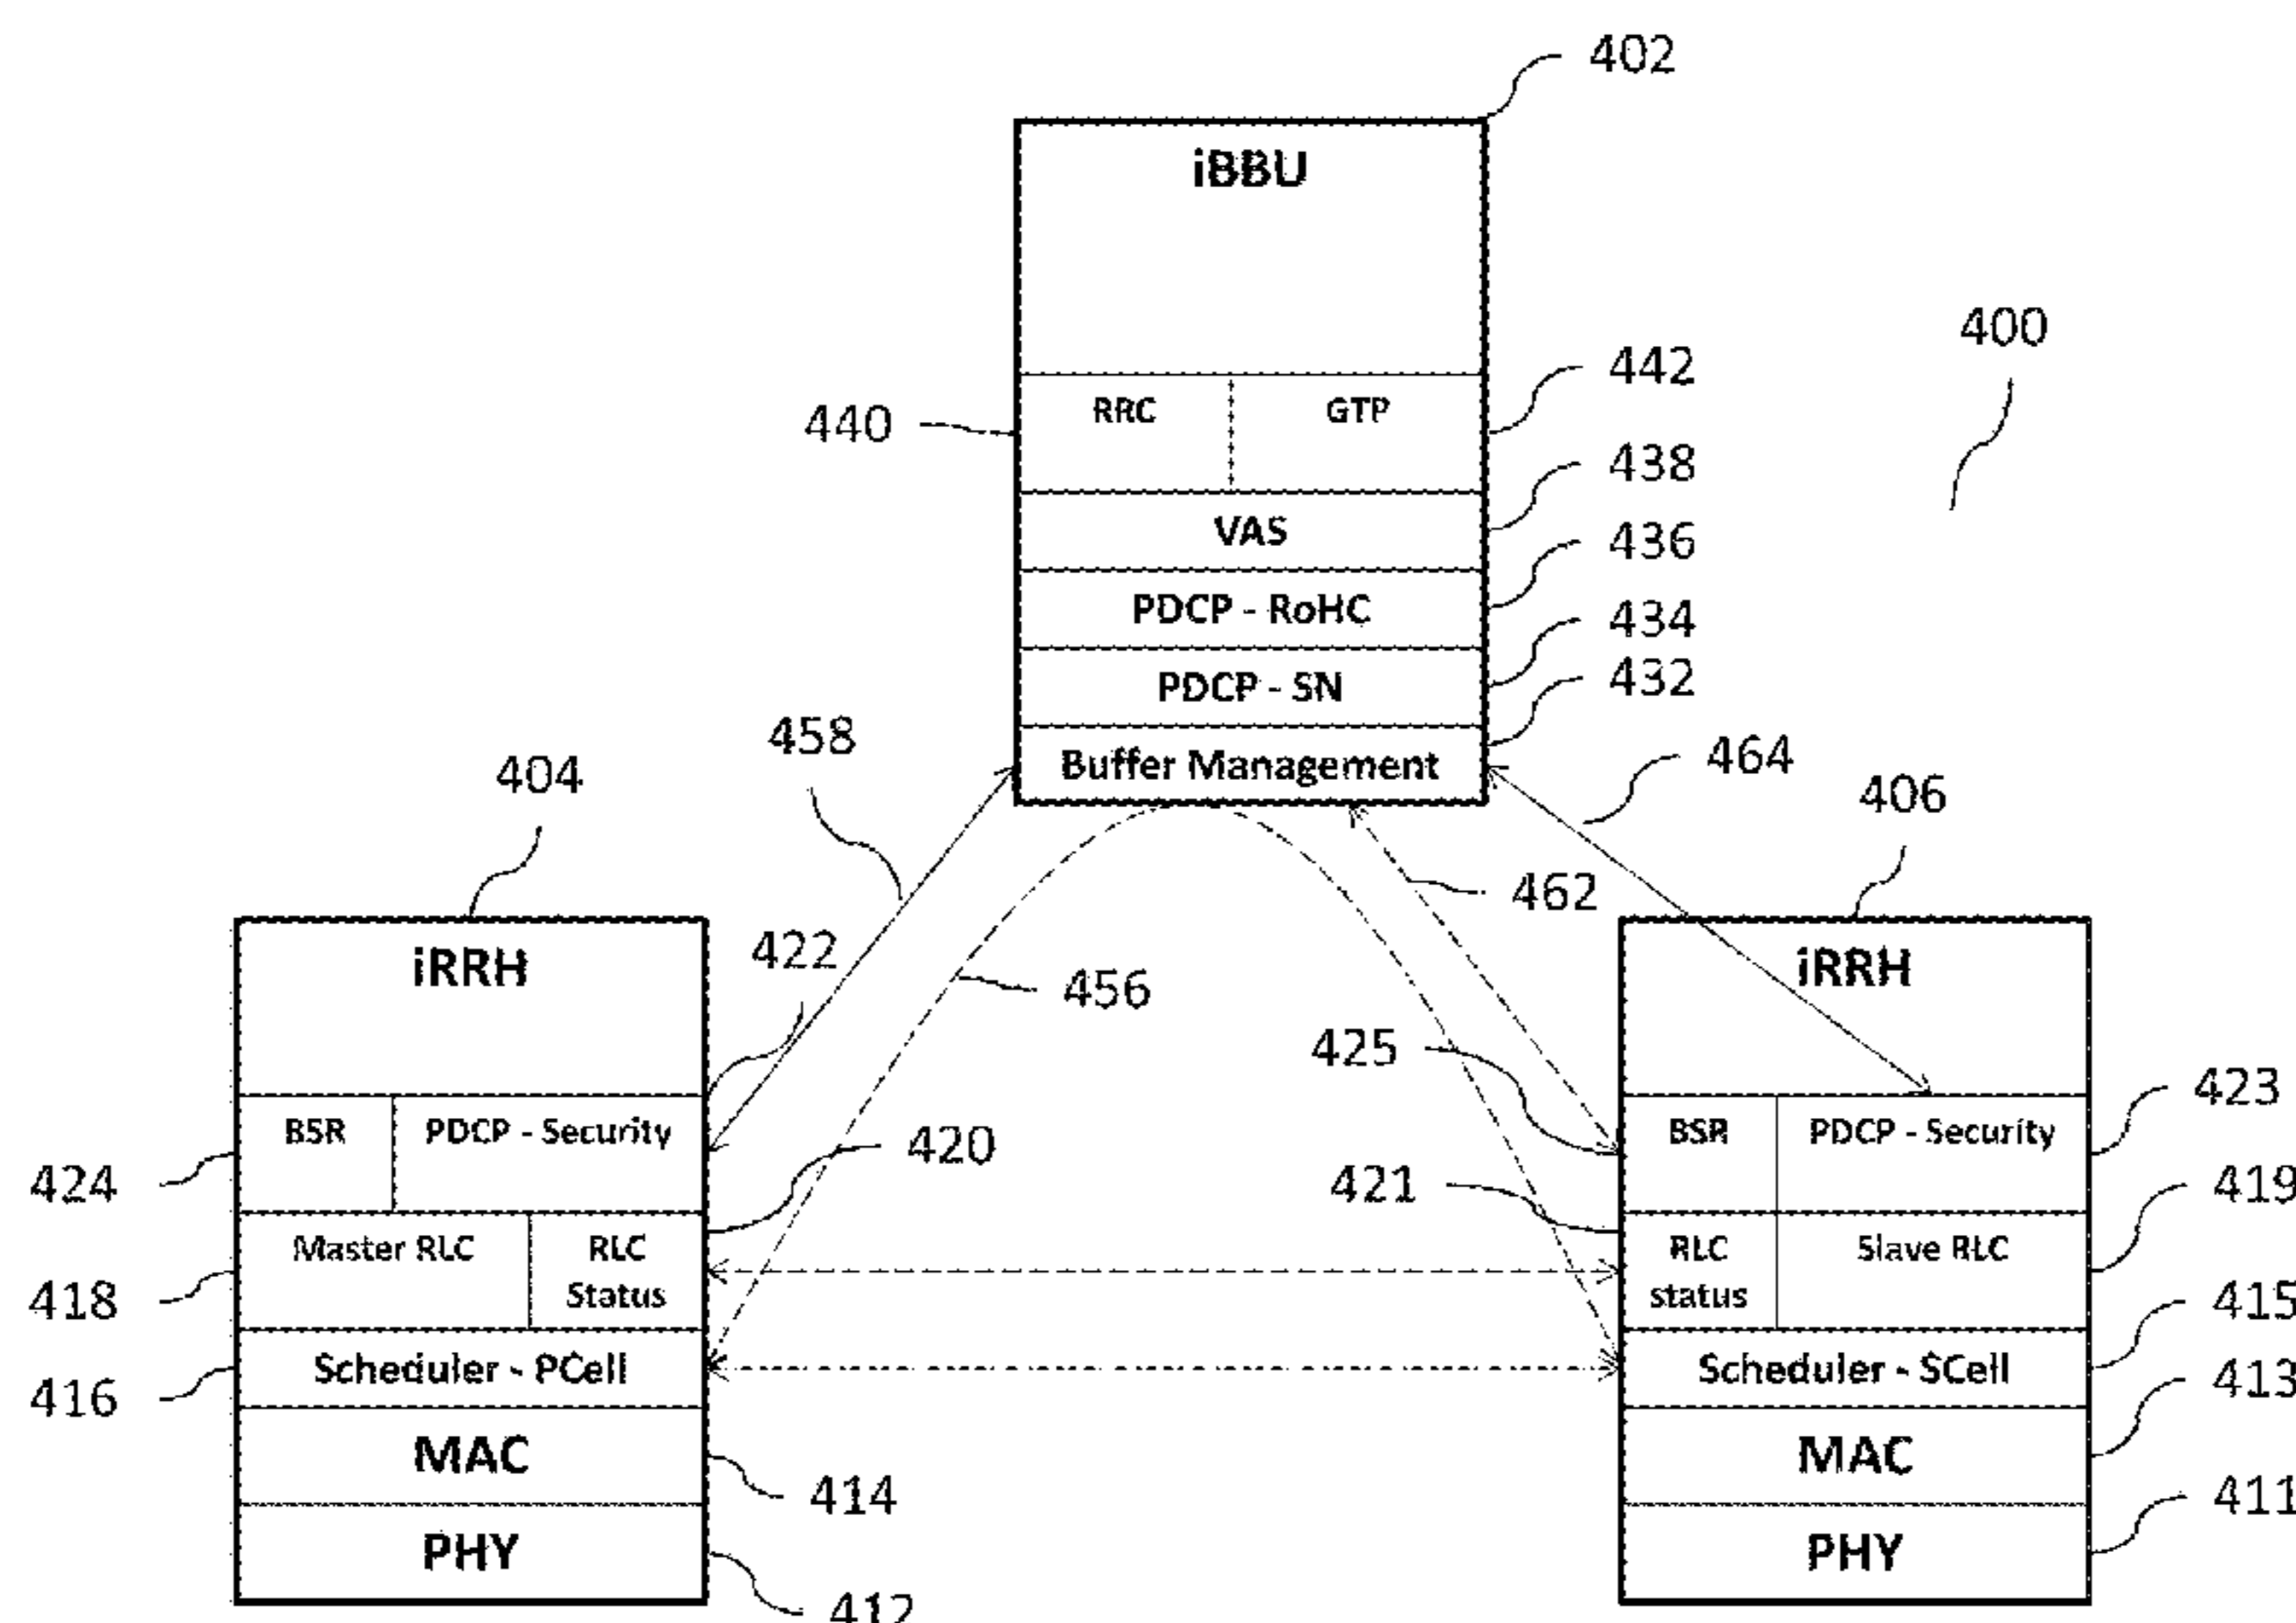 402
iBBU
400
442
RRC
GTP
440
438
VAS
436
PDCP - RoHC
434
PDCP - SN
432
458
Buffer Management
464
404
406
462
422
iRRH
iRRH
456
425
423
BSR
PDCP - Security
420
BSR
PDCP - Security
424
421
419
Master RLC
RLC
Status
RLC
status
Slave RLC
418
415
Scheduler - PCell
Scheduler - SCell
416
413
MAC
MAC
414
411
PHY
PHY
412